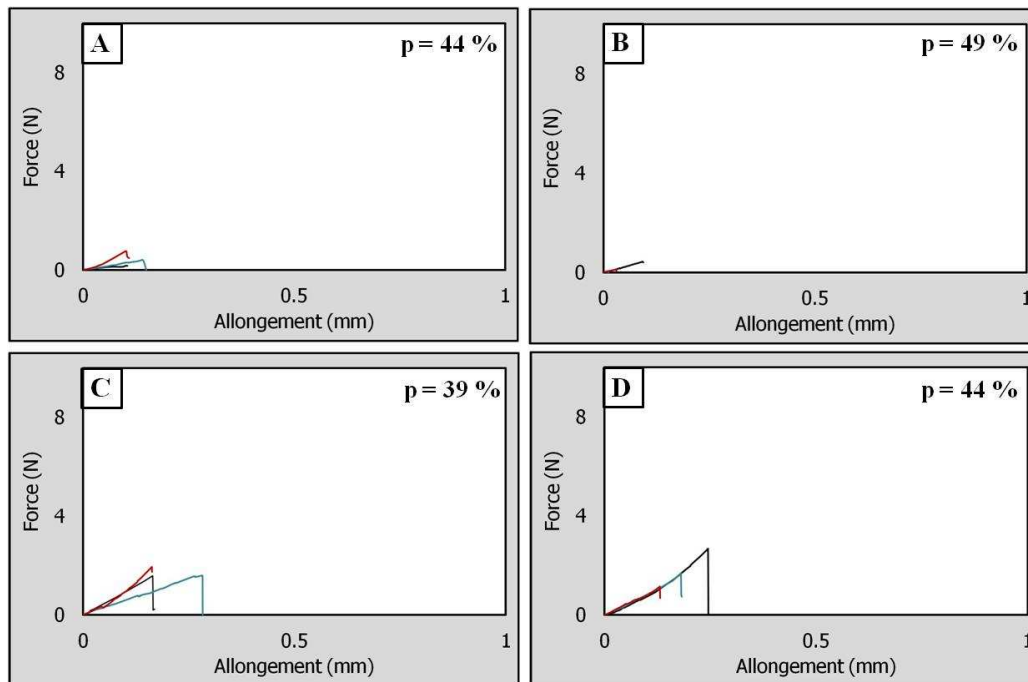 A
p = 44 %
8
4
0
Force (N)
0
0.5
1
Allongement (mm)
B
p = 49 %
8
4
0
Force (N)
0
0.5
1
Allongement (mm)
C
p = 39 %
8
4
0
Force (N)
0
0.5
1
Allongement (mm)
D
p = 44 %
8
4
0
Force (N)
0
0.5
1
Allongement (mm)